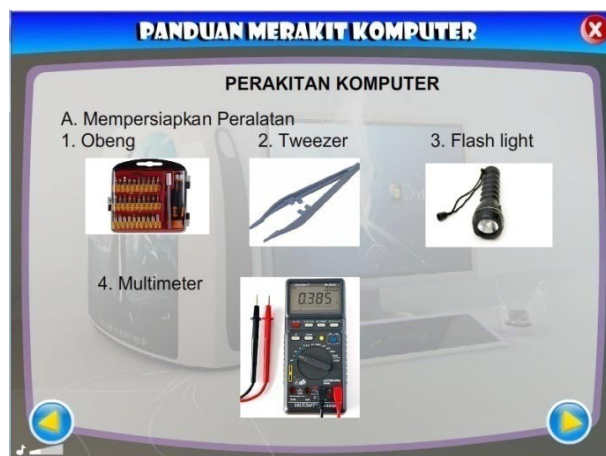 PANDUAN MERAKIT KOMPUTER
X
PERAKITAN KOMPUTER
A. Mempersiapkan Peralatan
1. Obeng
2. Tweezer
3. Flash light
4. Multimeter
0.385